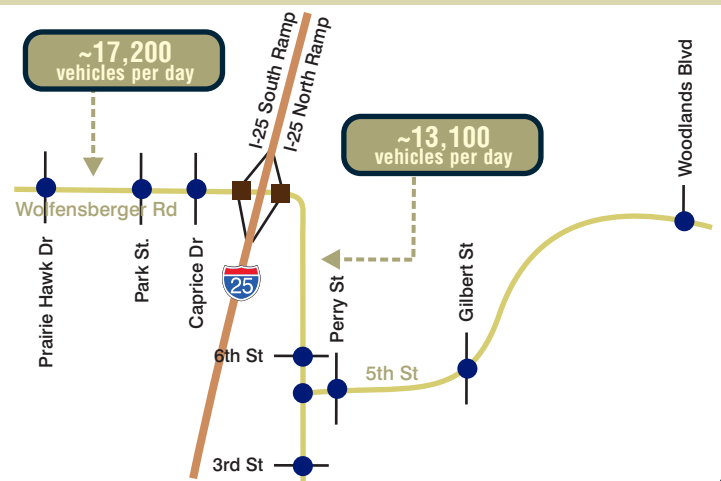 ~17,200
vehicles per day
I-25 South Ramp
I-25 North Ramp
~13,100
vehicles per day
Woodlands Blvd
Wolfensberger Rd
Prairie Hawk Dr
Park St.
Caprice Dr
25
Perry St
Gilbert St
6th St
5th St
3rd St